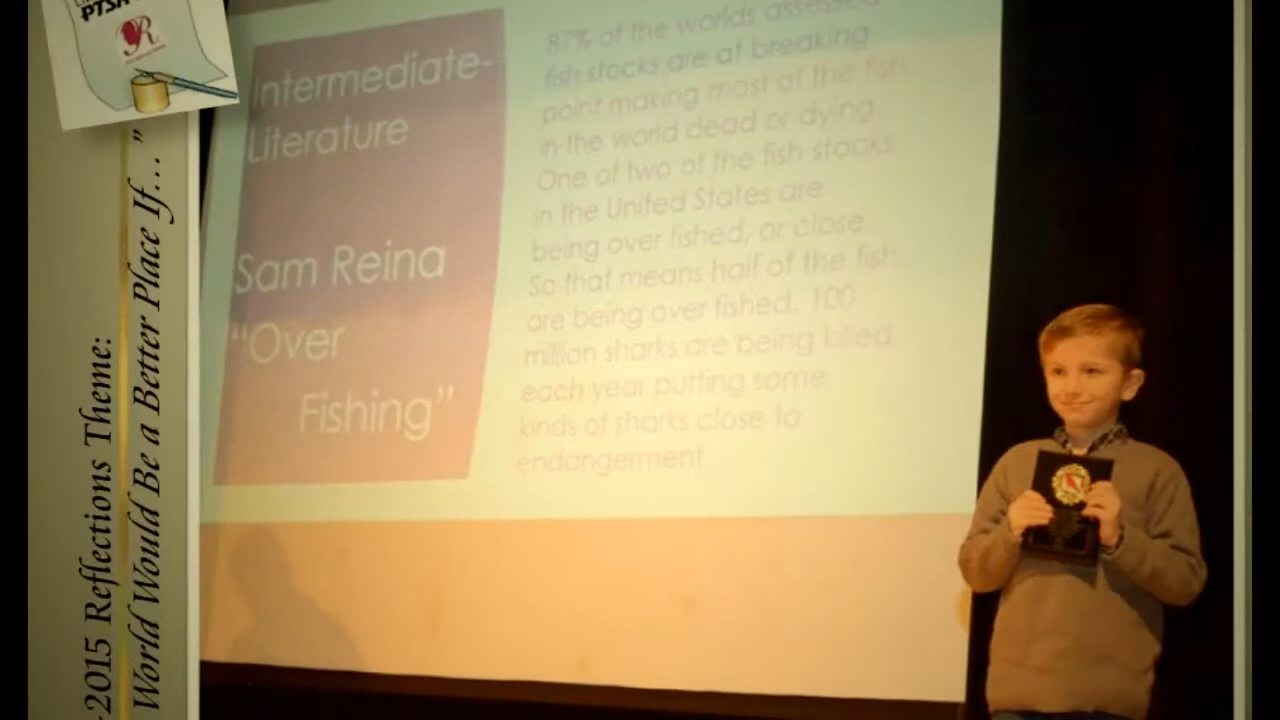 PTSA
R
-2015 Reflections Theme:
World Would Be a Better Place If... "
Intermediate-
Literature
Sam Reina
"Over
Fishing"
87% of the worlds assessed
fish stocks are at breaking
point making most of the fish
in the world dead or dying.
One of two of the fish stocks
in the United States are
being over fished, or close.
So that means half of the fish
are being over fished. 100
million sharks are being killed
each year putting some
kinds of sharks close to
endangerment.